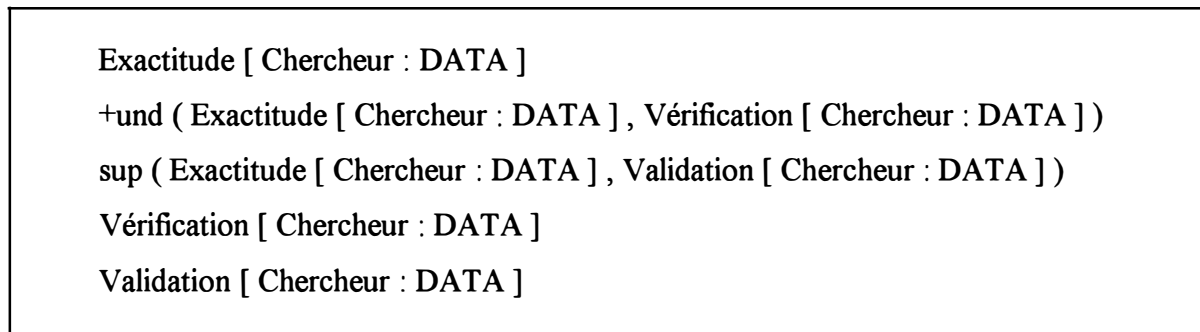 Exactitude [ Chercheur : DATA ]
+und ( Exactitude [ Chercheur : DATA ] , Vérification [ Chercheur : DATA ] )
sup ( Exactitude [ Chercheur : DATA ] , Validation [ Chercheur : DATA ] )
Vérification [ Chercheur : DATA ]
Validation [ Chercheur : DATA ]